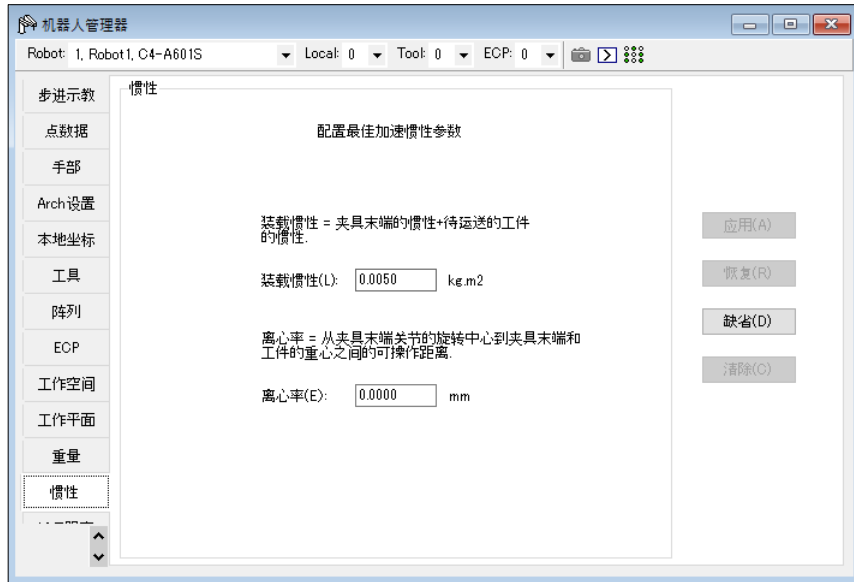 机器人管理器
Robot: 1, Robot1, C4-A601S Local: 0 Tool: 0 ECP: 0
步进示教
点数据
手部
Arch设置
本地坐标
工具
阵列
ECP
工作空间
工作平面
重量
惯性
惯性
配置最佳加速惯性参数
装载惯性 = 夹具末端的惯性+待运送的工件
的惯性.
装载惯性(L): 0.0050 kg.m2
离心率 = 从夹具末端关节的旋转中心到夹具末端和
工件的重心之间的可操作距离.
离心率(E): 0.0000 mm
应用(A)
恢复(R)
缺省(D)
清除(C)